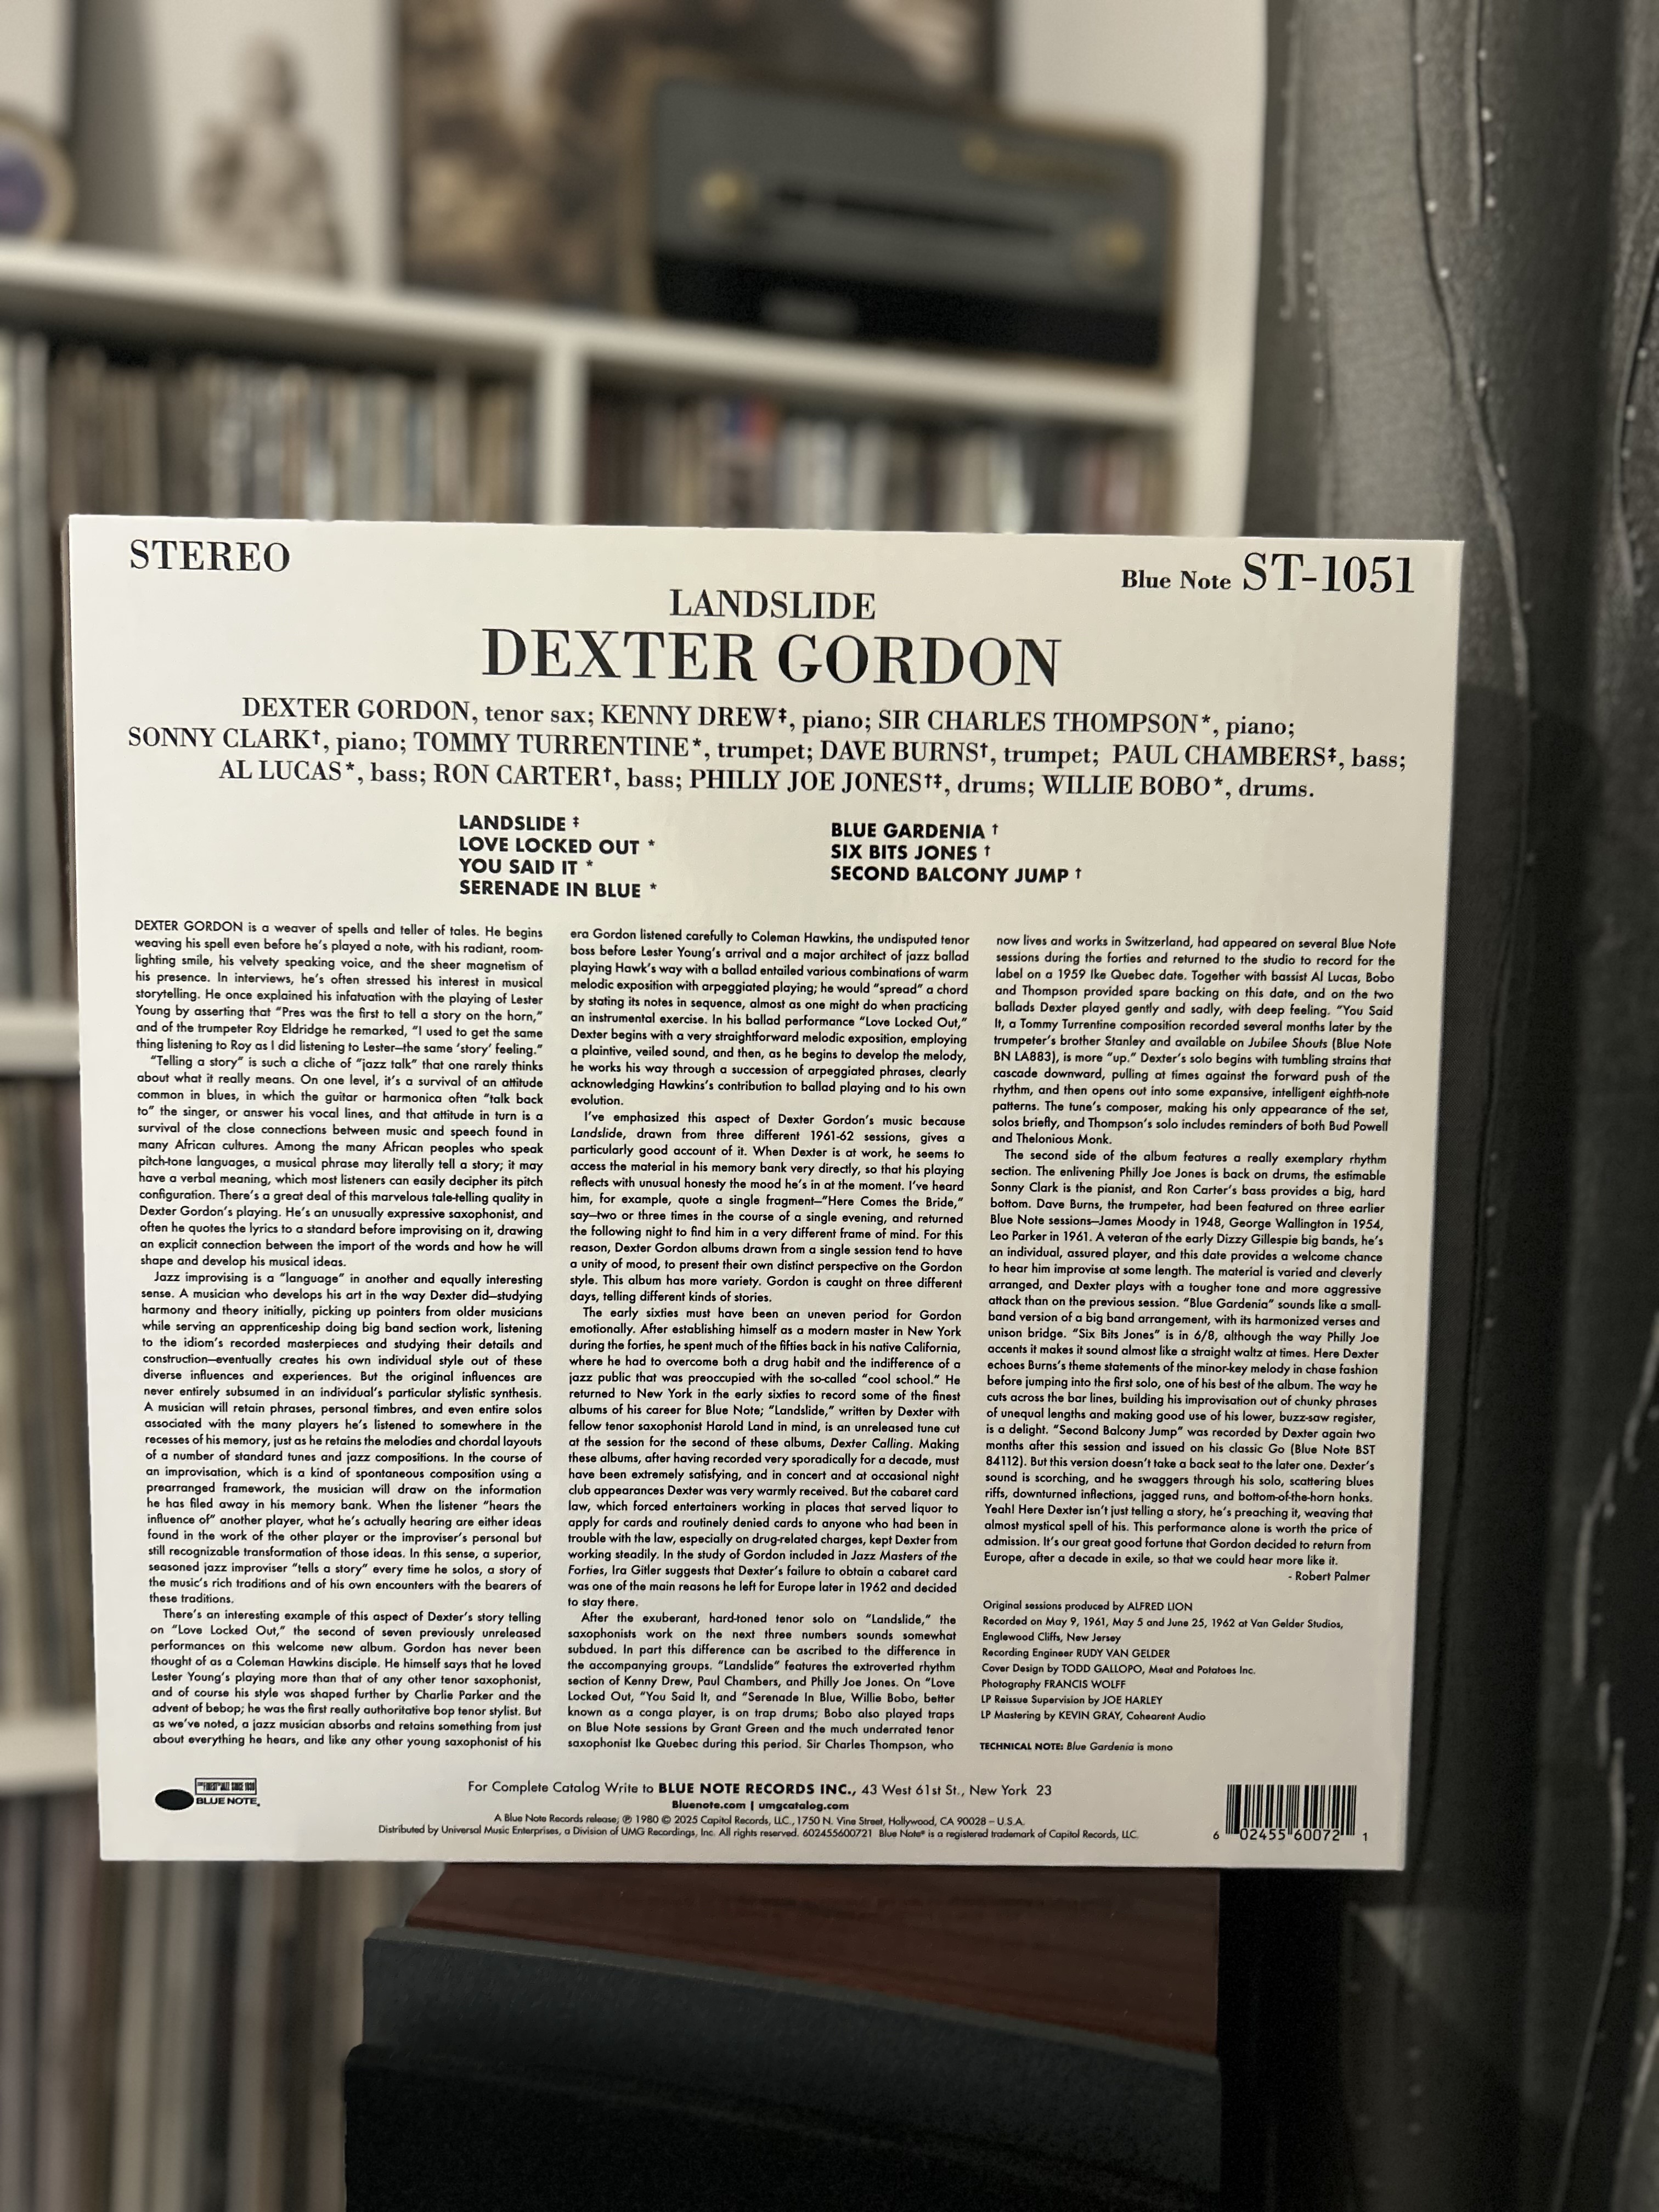 STEREO
Blue Note ST-1051
LANDSLIDE
DEXTER GORDON
DEXTER GORDON, tenor sax; KENNY DREW‡, piano; SIR CHARLES THOMPSON*, piano;
SONNY CLARK†, piano; TOMMY TURRENTINE*, trumpet; DAVE BURNS†, trumpet; PAUL CHAMBERS‡, bass;
AL LUCAS*, bass; RON CARTER†, bass; PHILLY JOE JONES†‡, drums; WILLIE BOBO*, drums.
LANDSLIDE ‡
LOVE LOCKED OUT *
YOU SAID IT *
SERENADE IN BLUE *
BLUE GARDENIA †
SIX BITS JONES †
SECOND BALCONY JUMP †
DEXTER GORDON is a weaver of spells and teller of tales. He begins
weaving his spell even before he's played a note, with his radiant, room-
lighting smile, his velvety speaking voice, and the sheer magnetism of
his presence. In interviews, he's often stressed his interest in musical
storytelling. He once explained his infatuation with the playing of Lester
Young by asserting that "Pres was the first to tell a story on the horn,"
and of the trumpeter Roy Eldridge he remarked, "I used to get the same
thing listening to Roy as I did listening to Lester—the same 'story' feeling."
"Telling a story" is such a cliche of "jazz talk" that one rarely thinks
about what it really means. On one level, it's a survival of an attitude
common in blues, in which the guitar or harmonica often "talk back
to" the singer, or answer his vocal lines, and that attitude in turn is a
survival of the close connections between music and speech found in
many African cultures. Among the many African peoples who speak
pitch-tone languages, a musical phrase may literally tell a story; it may
have a verbal meaning, which most listeners can easily decipher its pitch
configuration. There's a great deal of this marvelous tale-telling quality in
Dexter Gordon's playing. He's an unusually expressive saxophonist, and
often he quotes the lyrics to a standard before improvising on it, drawing
an explicit connection between the import of the words and how he will
shape and develop his musical ideas.
Jazz improvising is a "language" in another and equally interesting
sense. A musician who develops his art in the way Dexter did—studying
harmony and theory initially, picking up pointers from older musicians
while serving an apprenticeship doing big band section work, listening
to the idiom's recorded masterpieces and studying their details and
construction—eventually creates his own individual style out of these
diverse influences and experiences. But the original influences are
never entirely subsumed in an individual's particular stylistic synthesis.
A musician will retain phrases, personal timbres, and even entire solos
associated with the many players he's listened to somewhere in the
recesses of his memory, just as he retains the melodies and chordal layouts
of a number of standard tunes and jazz compositions. In the course of
an improvisation, which is a kind of spontaneous composition using a
prearranged framework, the musician will draw on the information
he has filed away in his memory bank. When the listener "hears the
influence of" another player, what he's actually hearing are either ideas
found in the work of the other player or the improviser's personal but
still recognizable transformation of those ideas. In this sense, a superior,
seasoned jazz improviser "tells a story" every time he solos, a story of
the music's rich traditions and of his own encounters with the bearers of
these traditions.
There's an interesting example of this aspect of Dexter's story telling
on "Love Locked Out," the second of seven previously unreleased
performances on this welcome new album. Gordon has never been
thought of as a Coleman Hawkins disciple. He himself says that he loved
Lester Young's playing more than that of any other tenor saxophonist,
and of course his style was shaped further by Charlie Parker and the
advent of bebop; he was the first really authoritative bop tenor stylist. But
as we've noted, a jazz musician absorbs and retains something from just
about everything he hears, and like any other young saxophonist of his
era Gordon listened carefully to Coleman Hawkins, the undisputed tenor
boss before Lester Young's arrival and a major architect of jazz ballad
playing Hawk's way with a ballad entailed various combinations of warm
melodic exposition with arpeggiated playing; he would "spread" a chord
by stating its notes in sequence, almost as one might do when practicing
an instrumental exercise. In his ballad performance "Love Locked Out,"
Dexter begins with a very straightforward melodic exposition, employing
a plaintive, veiled sound, and then, as he begins to develop the melody,
he works his way through a succession of arpeggiated phrases, clearly
acknowledging Hawkins's contribution to ballad playing and to his own
evolution.
I've emphasized this aspect of Dexter Gordon's music because
Landslide, drawn from three different 1961-62 sessions, gives a
particularly good account of it. When Dexter is at work, he seems to
access the material in his memory bank very directly, so that his playing
reflects with unusual honesty the mood he's in at the moment. I've heard
him, for example, quote a single fragment—"Here Comes the Bride,"
say—two or three times in the course of a single evening, and returned
the following night to find him in a very different frame of mind. For this
reason, Dexter Gordon albums drawn from a single session tend to have
a unity of mood, to present their own distinct perspective on the Gordon
style. This album has more variety. Gordon is caught on three different
days, telling different kinds of stories.
The early sixties must have been an uneven period for Gordon
emotionally. After establishing himself as a modern master in New York
during the forties, he spent much of the fifties back in his native California,
where he had to overcome both a drug habit and the indifference of a
jazz public that was preoccupied with the so-called "cool school." He
returned to New York in the early sixties to record some of the finest
albums of his career for Blue Note; "Landslide," written by Dexter with
fellow tenor saxophonist Harold Land in mind, is an unreleased tune cut
at the session for the second of these albums, Dexter Calling. Making
these albums, after having recorded very sporadically for a decade, must
have been extremely satisfying, and in concert and at occasional night
club appearances Dexter was very warmly received. But the cabaret card
law, which forced entertainers working in places that served liquor to
apply for cards and routinely denied cards to anyone who had been in
trouble with the law, especially on drug-related charges, kept Dexter from
working steadily. In the study of Gordon included in Jazz Masters of the
Forties, Ira Gitler suggests that Dexter's failure to obtain a cabaret card
was one of the main reasons he left for Europe later in 1962 and decided
to stay there.
After the exuberant, hard-toned tenor solo on "Landslide," the
saxophonists work on the next three numbers sounds somewhat
subdued. In part this difference can be ascribed to the difference in
the accompanying groups. "Landslide" features the extroverted rhythm
section of Kenny Drew, Paul Chambers, and Philly Joe Jones. On "Love
Locked Out, "You Said It, and "Serenade In Blue, Willie Bobo, better
known as a conga player, is on trap drums; Bobo also played traps
on Blue Note sessions by Grant Green and the much underrated tenor
saxophonist Ike Quebec during this period. Sir Charles Thompson, who
now lives and works in Switzerland, had appeared on several Blue Note
sessions during the forties and returned to the studio to record for the
label on a 1959 Ike Quebec date. Together with bassist Al Lucas, Bobo
and Thompson provided spare backing on this date, and on the two
ballads Dexter played gently and sadly, with deep feeling. "You Said
It, a Tommy Turrentine composition recorded several months later by the
trumpeter's brother Stanley and available on Jubilee Shouts (Blue Note
BN LA883), is more "up." Dexter's solo begins with tumbling strains that
cascade downward, pulling at times against the forward push of the
rhythm, and then opens out into some expansive, intelligent eighth-note
patterns. The tune's composer, making his only appearance of the set,
solos briefly, and Thompson's solo includes reminders of both Bud Powell
and Thelonious Monk.
The second side of the album features a really exemplary rhythm
section. The enlivening Philly Joe Jones is back on drums, the estimable
Sonny Clark is the pianist, and Ron Carter's bass provides a big, hard
bottom. Dave Burns, the trumpeter, had been featured on three earlier
Blue Note sessions—James Moody in 1948, George Wallington in 1954,
Leo Parker in 1961. A veteran of the early Dizzy Gillespie big bands, he's
an individual, assured player, and this date provides a welcome chance
to hear him improvise at some length. The material is varied and cleverly
arranged, and Dexter plays with a tougher tone and more aggressive
attack than on the previous session. "Blue Gardenia" sounds like a small-
band version of a big band arrangement, with its harmonized verses and
unison bridge. "Six Bits Jones" is in 6/8, although the way Philly Joe
accents it makes it sound almost like a straight waltz at times. Here Dexter
echoes Burns's theme statements of the minor-key melody in chase fashion
before jumping into the first solo, one of his best of the album. The way he
cuts across the bar lines, building his improvisation out of chunky phrases
of unequal lengths and making good use of his lower, buzz-saw register,
is a delight. "Second Balcony Jump" was recorded by Dexter again two
months after this session and issued on his classic Go (Blue Note BST
84112). But this version doesn't take a back seat to the later one. Dexter's
sound is scorching, and he swaggers through his solo, scattering blues
riffs, downturned inflections, jagged runs, and bottom-of-the-horn honks.
Yeah! Here Dexter isn't just telling a story, he's preaching it, weaving that
almost mystical spell of his. This performance alone is worth the price of
admission. It's our great good fortune that Gordon decided to return from
Europe, after a decade in exile, so that we could hear more like it.
- Robert Palmer
Original sessions produced by ALFRED LION
Recorded on May 9, 1961, May 5 and June 25, 1962 at Van Gelder Studios,
Englewood Cliffs, New Jersey
Recording Engineer RUDY VAN GELDER
Cover Design by TODD GALLOPO, Meat and Potatoes Inc.
Photography FRANCIS WOLFF
LP Reissue Supervision by JOE HARLEY
LP Mastering by KEVIN GRAY, Cohearent Audio
TECHNICAL NOTE: Blue Gardenia is mono
THE FINEST IN JAZZ SINCE 1939
BLUE NOTE.
For Complete Catalog Write to BLUE NOTE RECORDS INC., 43 West 61st St., New York 23
Bluenote.com | umgcatalog.com
A Blue Note Records release; ℗ 1980 © 2025 Capitol Records, LLC., 1750 N. Vine Street, Hollywood, CA 90028 – U.S.A.
Distributed by Universal Music Enterprises, a Division of UMG Recordings, Inc. All rights reserved. 602455600721 Blue Note® is a registered trademark of Capitol Records, LLC.
6 02455 60072 1